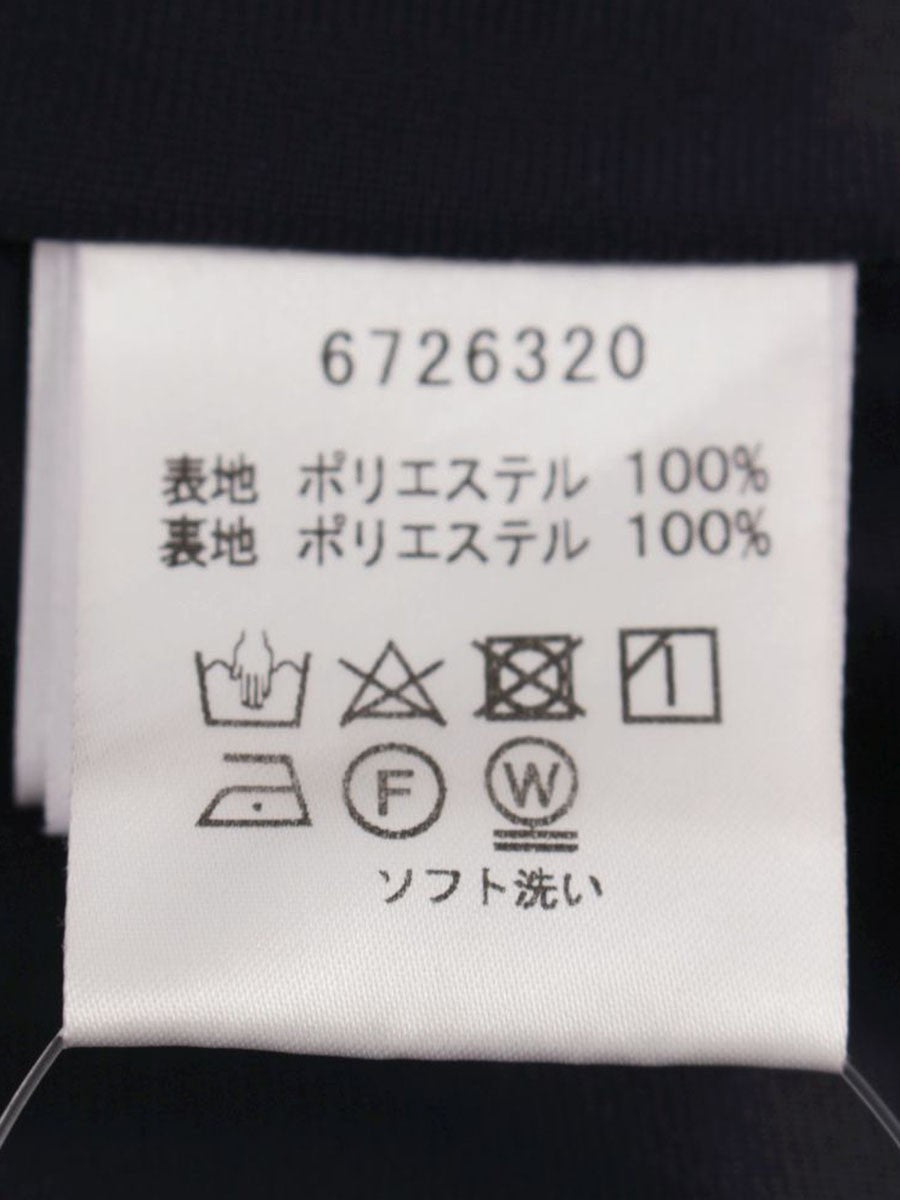 6726320
表地 ポリエステル 100%
裏地 ポリエステル 100%
F W
ソフト洗い